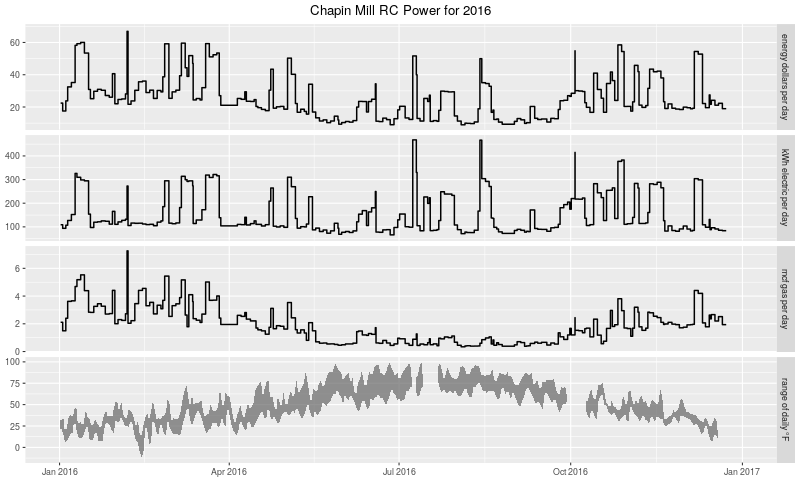 Chapin Mill RC Power for 2016
60
40
20
energy dollars per day
400
300
200
100
kWh electric per day
6
4
2
0
mcf gas per day
100
75
50
25
0
range of daily °F
Jan 2016
Apr 2016
Jul 2016
Oct 2016
Jan 2017